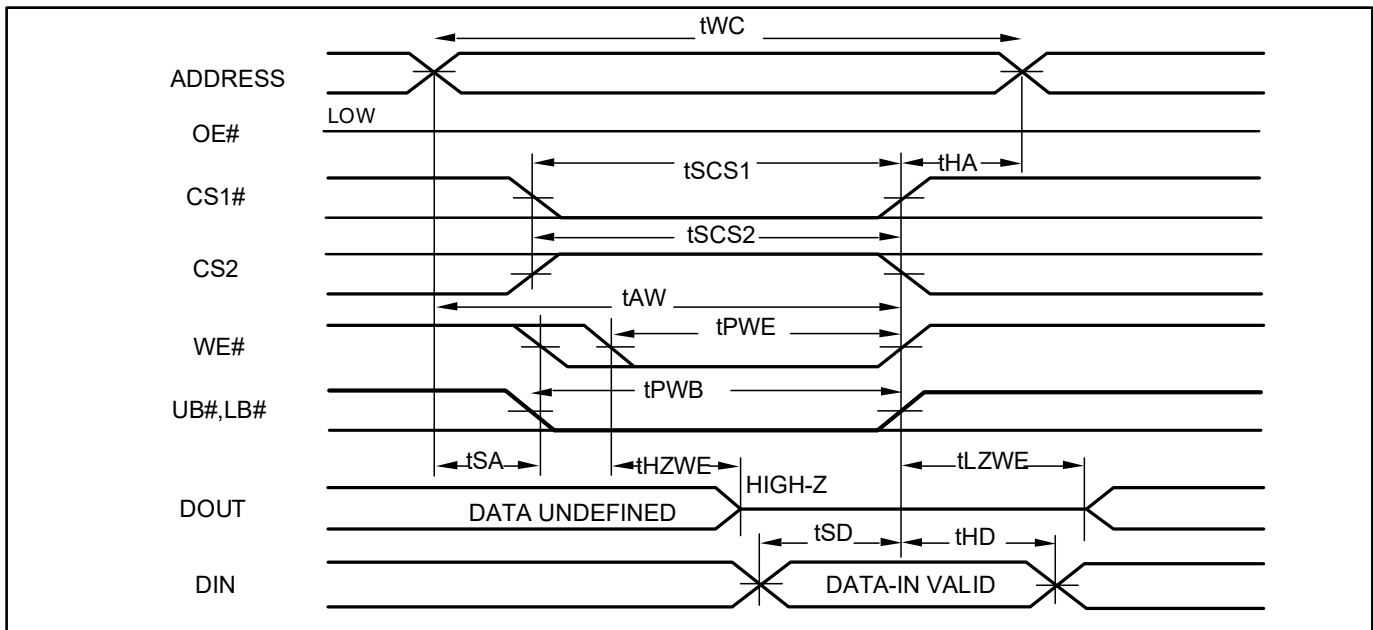 tWC
ADDRESS
LOW
OE#
tSCS1
tHA
CS1#
tSCS2
CS2
tAW
tPWE
WE#
tPWB
UB#,LB#
tSA
tHZWE
tLZWE
HIGH-Z
DOUT
DATA UNDEFINED
tSD
tHD
DIN
DATA-IN VALID